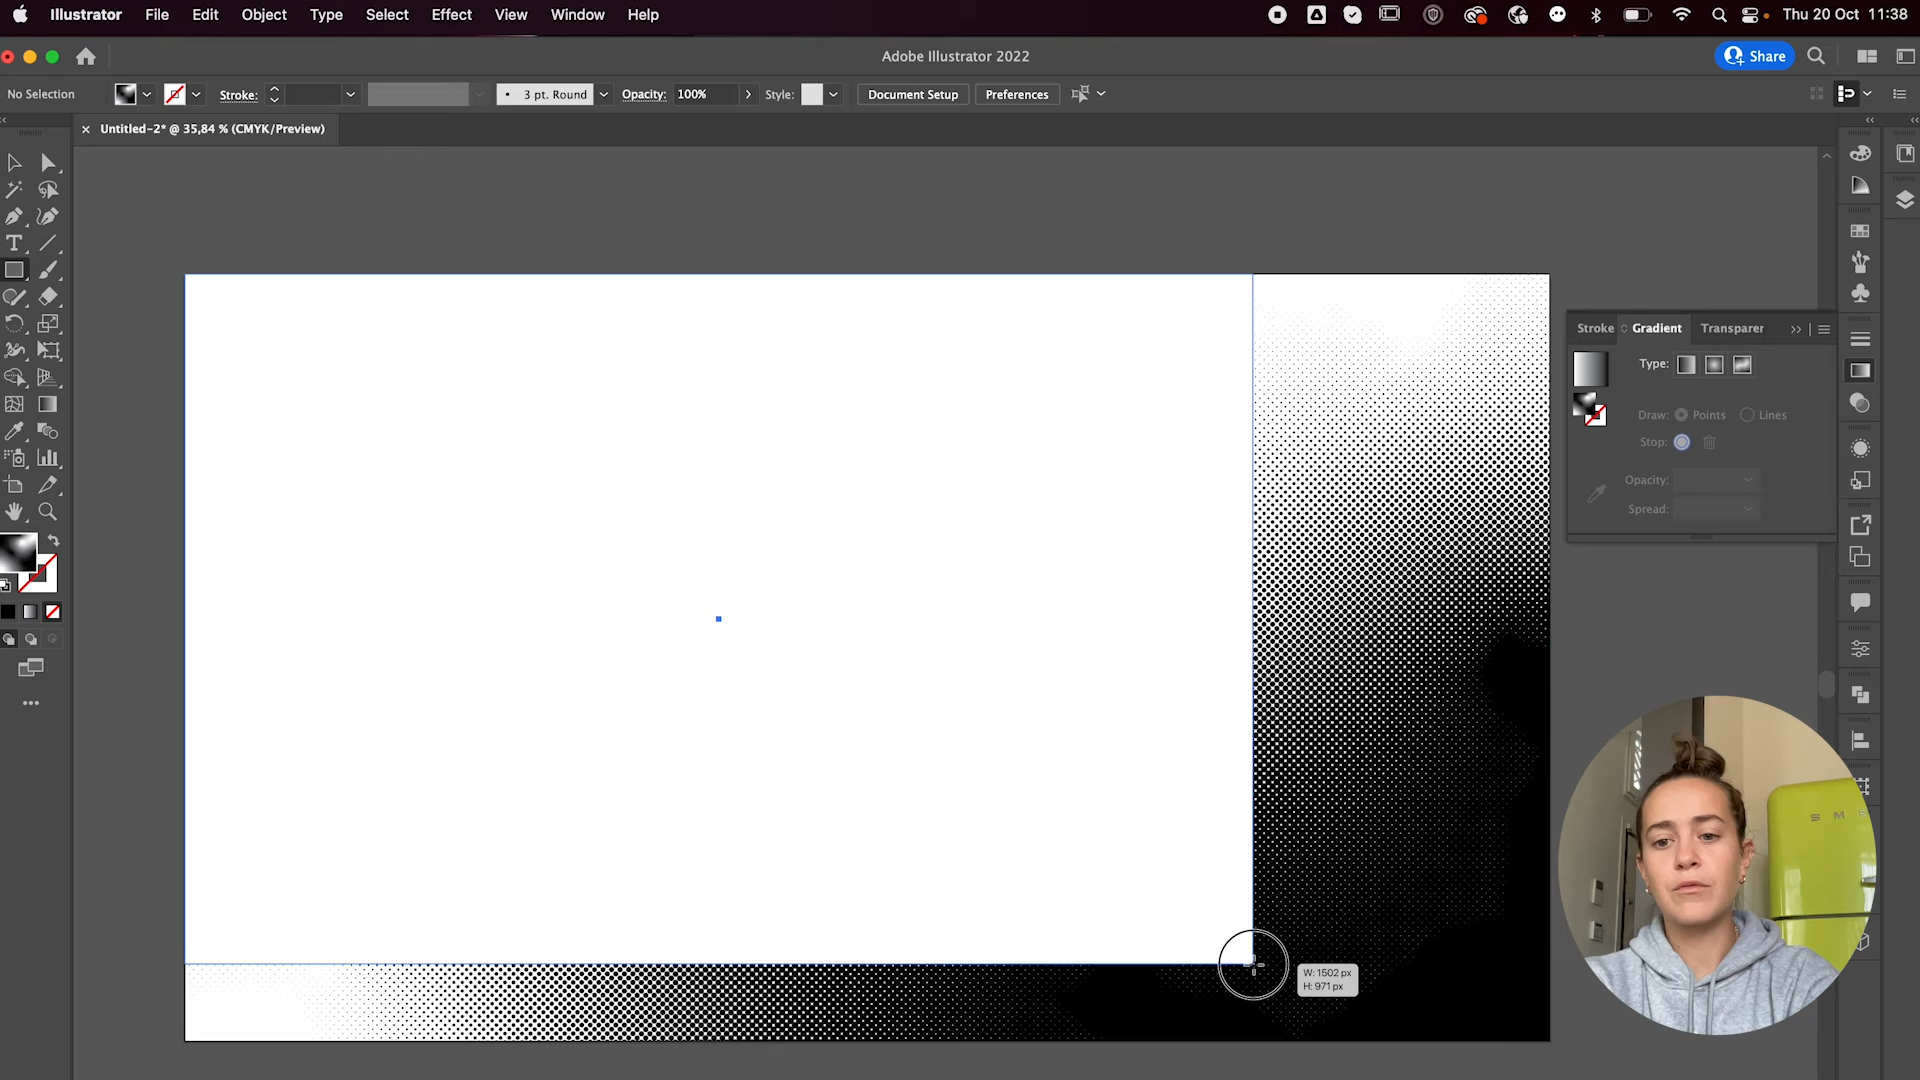 Illustrator File Edit Object Type Select Effect View Window Help
Thu 20 Oct 11:38
Adobe Illustrator 2022
Share
No Selection
Stroke:
3 pt. Round
Opacity: 100%
Style:
Document Setup
Preferences
Untitled-2* @ 35,84 % (CMYK/Preview)
Stroke Gradient Transparer
Type:
Draw: Points Lines
Stop:
Opacity:
Spread:
W: 1502 px
H: 971 px
S M